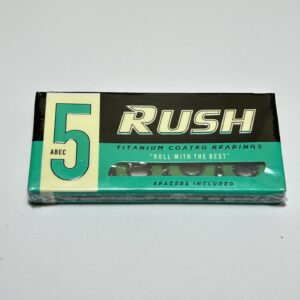 ABEC
5
RUSH
TITANIUM COATED BEARINGS
"ROLL WITH THE BEST"
SPACERS INCLUDED